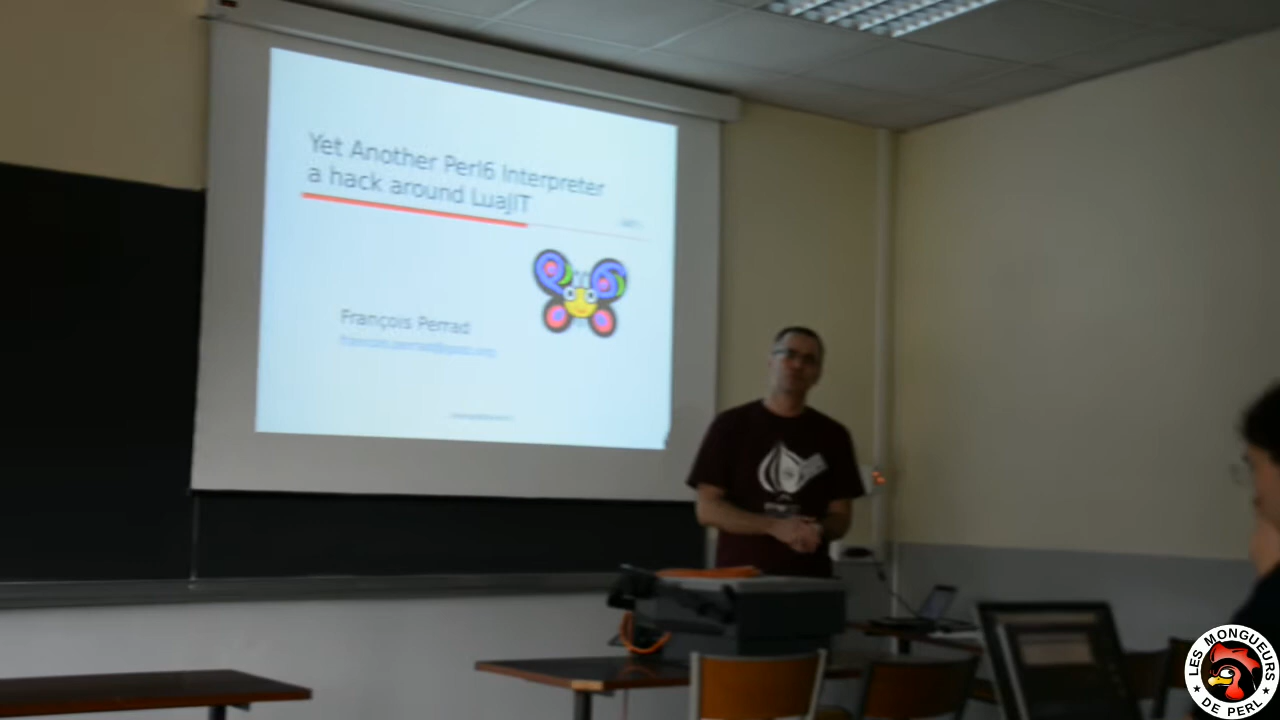 Yet Another Perl6 Interpreter
a hack around LuaJIT
François Perrad
LES MONGUEURS
DE PERL